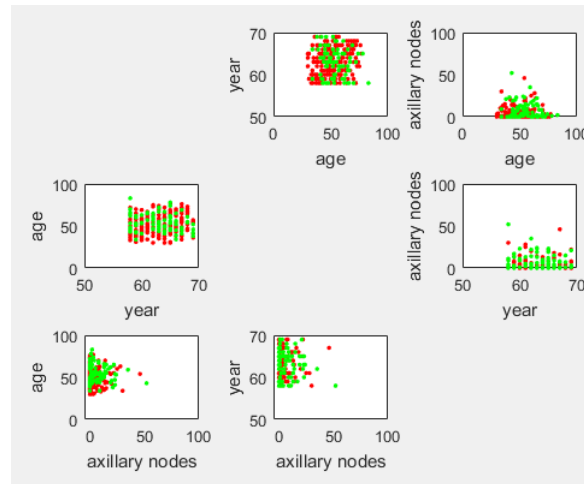 70 100
year 60 axillary nodes 50
50 0
0 50 100 0 50 100
age age
100 100
age 50 axillary nodes 50
0 0
50 60 70 50 60 70
year year
100 70
age 50 year 60
0 50
0 50 100 0 50 100
axillary nodes axillary nodes